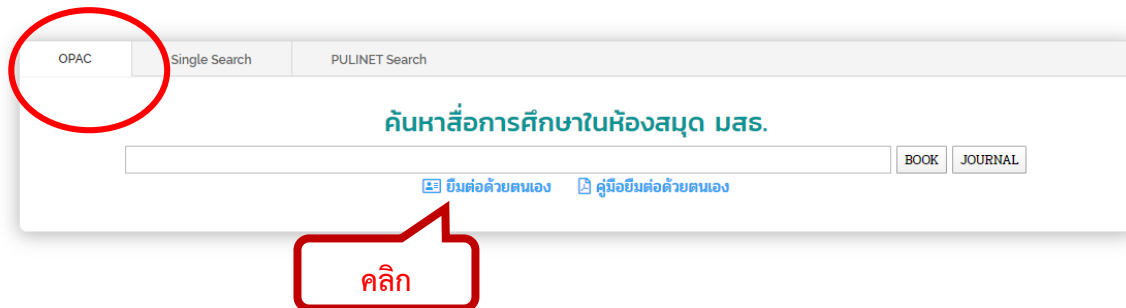 OPAC Single Search PULINET Search
ค้นหาสื่อการศึกษาในห้องสมุด มสธ.
BOOK JOURNAL
ยืมต่อด้วยตนเอง คู่มือยืมต่อด้วยตนเอง
คลิก